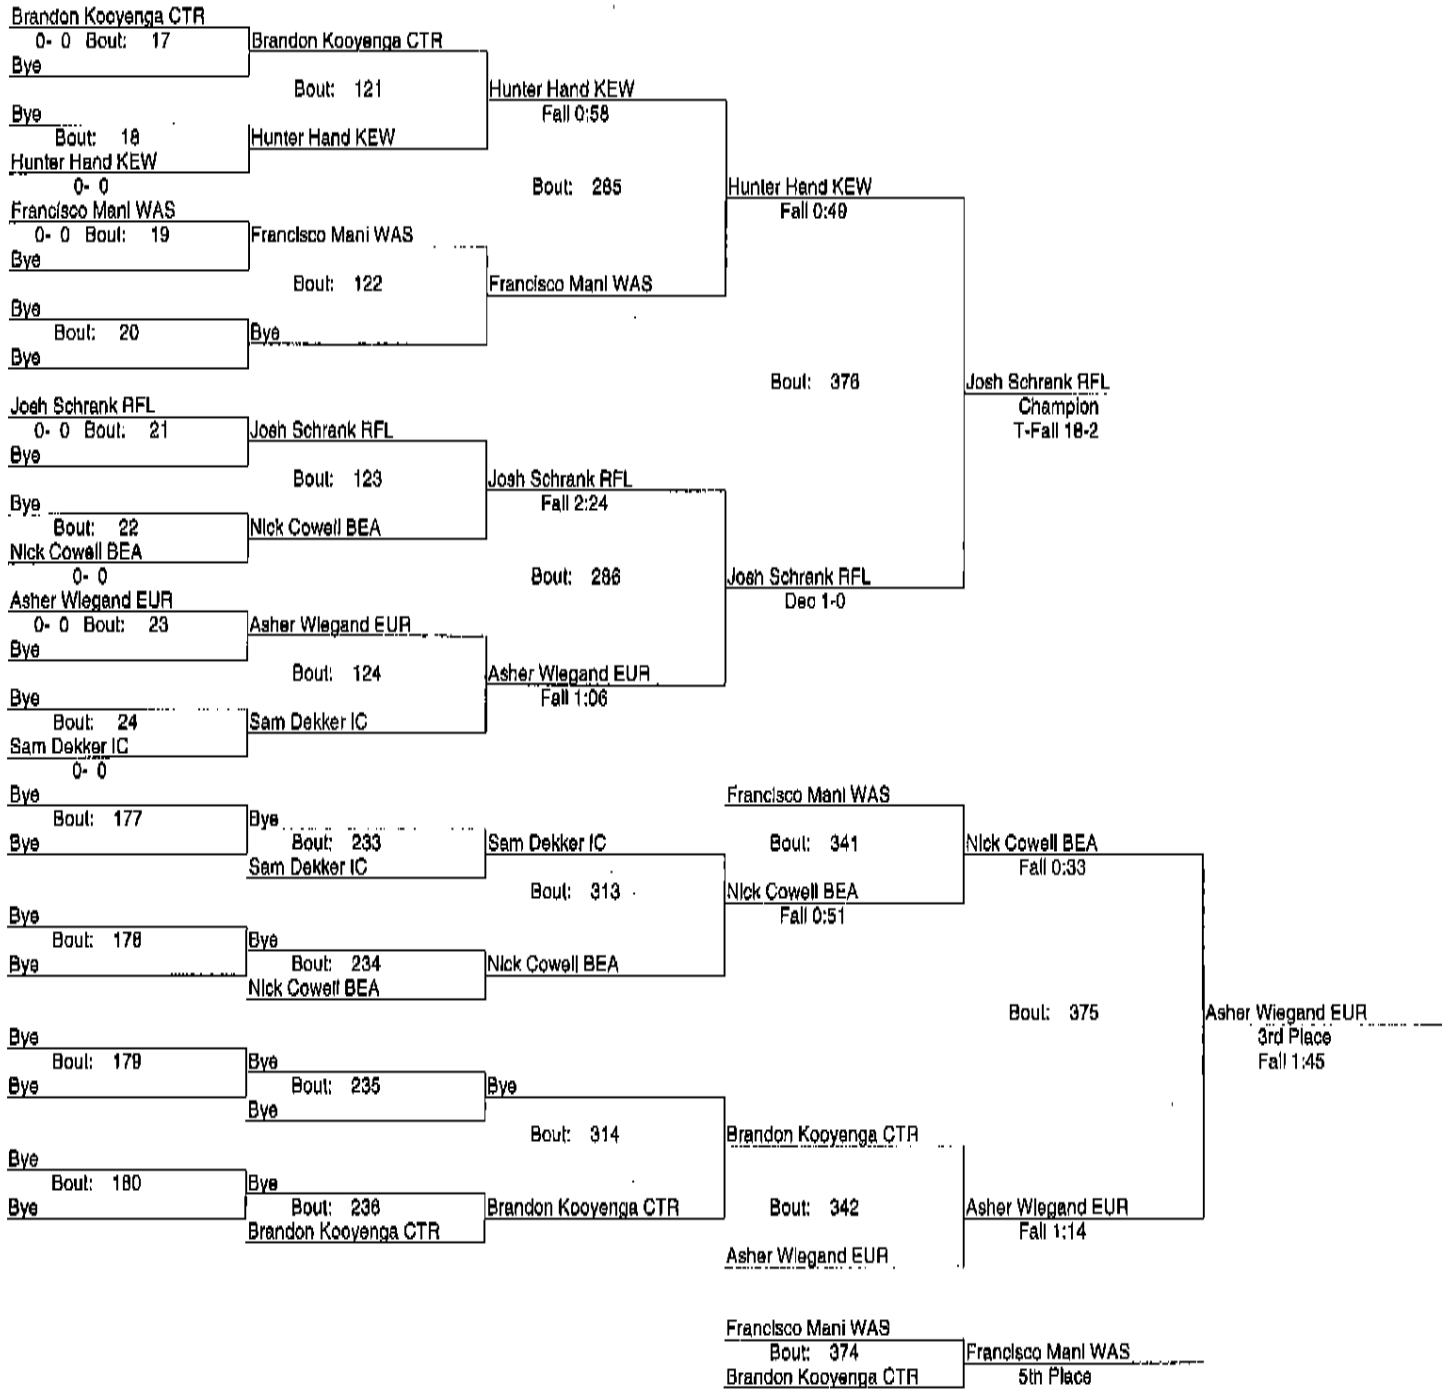 Brandon Kooyenga CTR
0- 0 Bout: 17
Bye
Brandon Kooyenga CTR
Bout: 121
Bye
Bout: 18
Hunter Hand KEW
0- 0
Hunter Hand KEW
Hunter Hand KEW
Fall 0:58
Bout: 285
Francisco Mani WAS
0- 0 Bout: 19
Bye
Francisco Mani WAS
Bout: 122
Bye
Bout: 20
Bye
Bye
Francisco Mani WAS
Hunter Hand KEW
Fall 0:49
Bout: 376
Josh Schrank RFL
Champion
T-Fall 18-2
Josh Schrank RFL
0- 0 Bout: 21
Bye
Josh Schrank RFL
Bout: 123
Bye
Bout: 22
Nick Cowell BEA
0- 0
Nick Cowell BEA
Josh Schrank RFL
Fall 2:24
Bout: 286
Josh Schrank RFL
Dec 1-0
Asher Wiegand EUR
0- 0 Bout: 23
Bye
Asher Wiegand EUR
Bout: 124
Bye
Bout: 24
Sam Dekker IC
0- 0
Sam Dekker IC
Asher Wiegand EUR
Fall 1:06
Bye
Bout: 177
Bye
Bye
Bout: 233
Sam Dekker IC
Sam Dekker IC
Bout: 313
Bye
Bout: 178
Bye
Bye
Bout: 234
Nick Cowell BEA
Nick Cowell BEA
Francisco Mani WAS
Bout: 341
Nick Cowell BEA
Fall 0:51
Nick Cowell BEA
Fall 0:33
Bout: 375
Asher Wiegand EUR
3rd Place
Fall 1:45
Bye
Bout: 179
Bye
Bye
Bout: 235
Bye
Bye
Bout: 314
Bye
Bout: 180
Bye
Bye
Bout: 236
Brandon Kooyenga CTR
Brandon Kooyenga CTR
Brandon Kooyenga CTR
Bout: 342
Asher Wiegand EUR
Asher Wiegand EUR
Fall 1:14
Francisco Mani WAS
Bout: 374
Brandon Kooyenga CTR
Francisco Mani WAS
5th Place